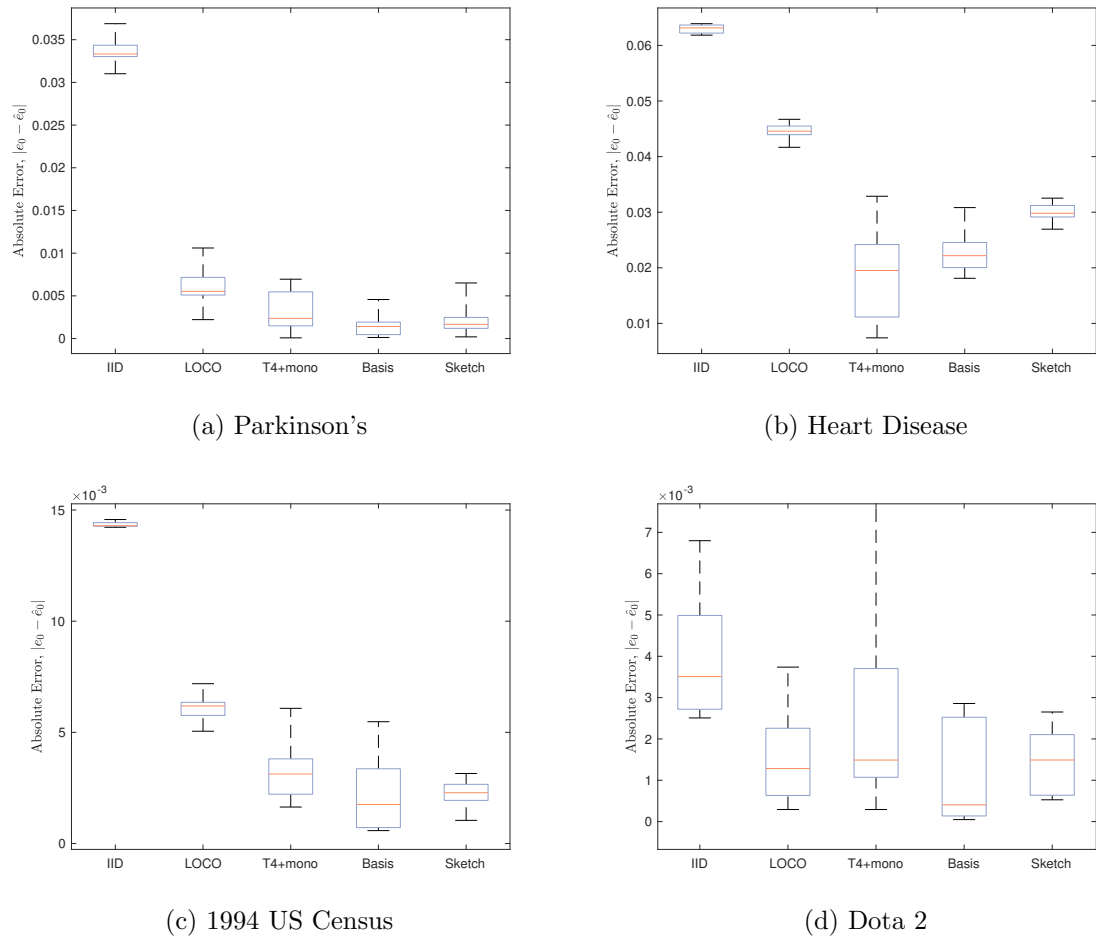 0.035
0.03
0.025
0.02
0.015
0.01
0.005
0
Absolute Error, |e₀ − ê₀|
IID LOCO T4+mono Basis Sketch
(a) Parkinson's
0.06
0.05
0.04
0.03
0.02
0.01
Absolute Error, |e₀ − ê₀|
IID LOCO T4+mono Basis Sketch
(b) Heart Disease
×10⁻³
15
10
5
0
Absolute Error, |e₀ − ê₀|
IID LOCO T4+mono Basis Sketch
(c) 1994 US Census
×10⁻³
7
6
5
4
3
2
1
0
Absolute Error, |e₀ − ê₀|
IID LOCO T4+mono Basis Sketch
(d) Dota 2